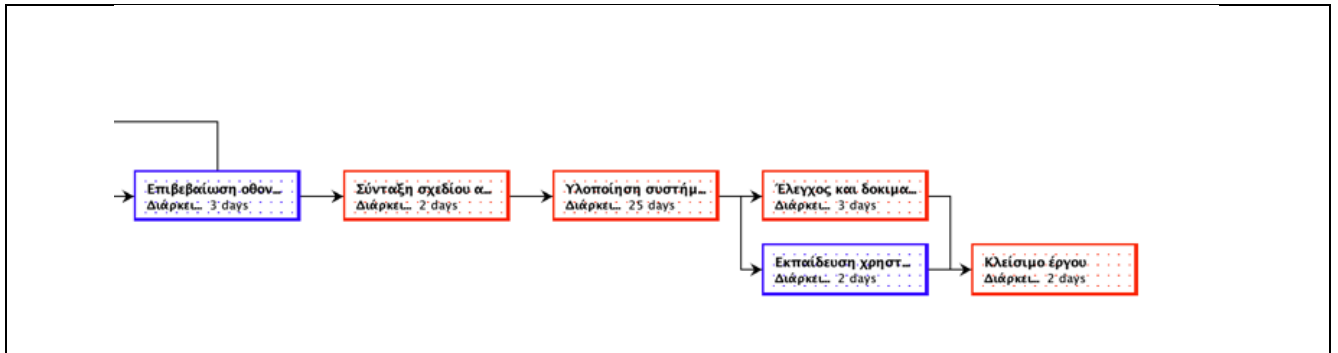 Επιβεβαίωση οθον...
Διάρκει... 3 days
Σύνταξη σχεδίου α...
Διάρκει... 2 days
Υλοποίηση συστήμ...
Διάρκει... 25 days
Έλεγχος και δοκιμα...
Διάρκει... 3 days
Εκπαίδευση χρηστ...
Διάρκει... 2 days
Κλείσιμο έργου
Διάρκει... 2 days